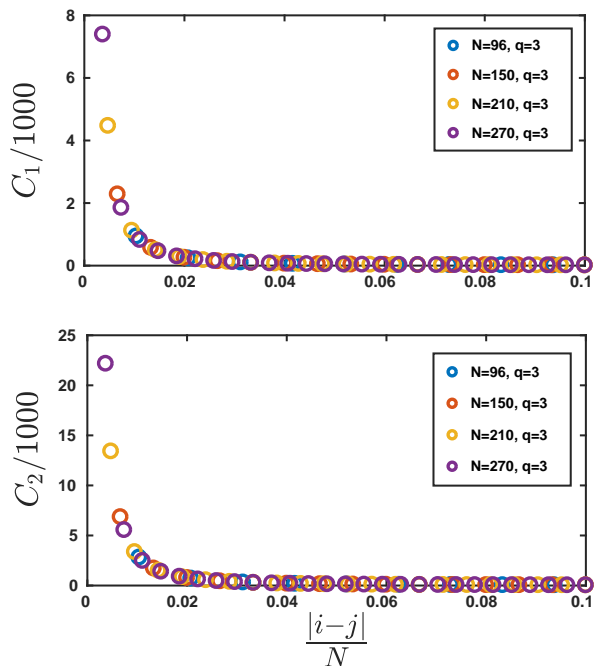 8
6
4
2
0
C₁/1000
N=96, q=3
N=150, q=3
N=210, q=3
N=270, q=3
0 0.02 0.04 0.06 0.08 0.1
25
20
15
10
5
0
C₂/1000
N=96, q=3
N=150, q=3
N=210, q=3
N=270, q=3
0 0.02 0.04 0.06 0.08 0.1
|i−j|
N